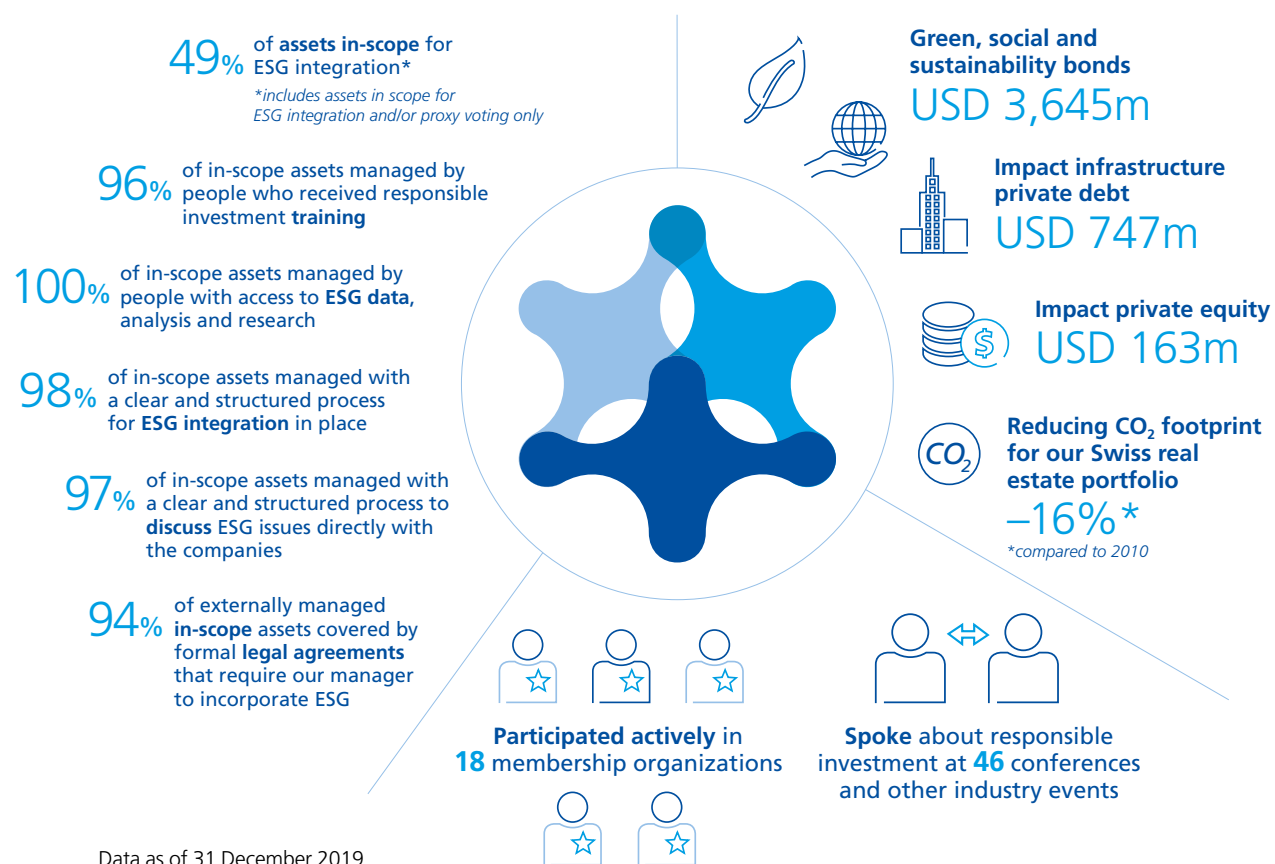 49% of assets in-scope for
ESG integration*
*includes assets in scope for
ESG integration and/or proxy voting only
96% of in-scope assets managed by
people who received responsible
investment training
100% of in-scope assets managed by
people with access to ESG data,
analysis and research
98% of in-scope assets managed with
a clear and structured process
for ESG integration in place
97% of in-scope assets managed with
a clear and structured process to
discuss ESG issues directly with
the companies
94% of externally managed
in-scope assets covered by
formal legal agreements
that require our manager
to incorporate ESG
Green, social and
sustainability bonds
USD 3,645m
Impact infrastructure
private debt
USD 747m
$
Impact private equity
USD 163m
CO₂
Reducing CO₂ footprint
for our Swiss real
estate portfolio
–16%*
*compared to 2010
Participated actively in
18 membership organizations
Spoke about responsible
investment at 46 conferences
and other industry events
Data as of 31 December 2019